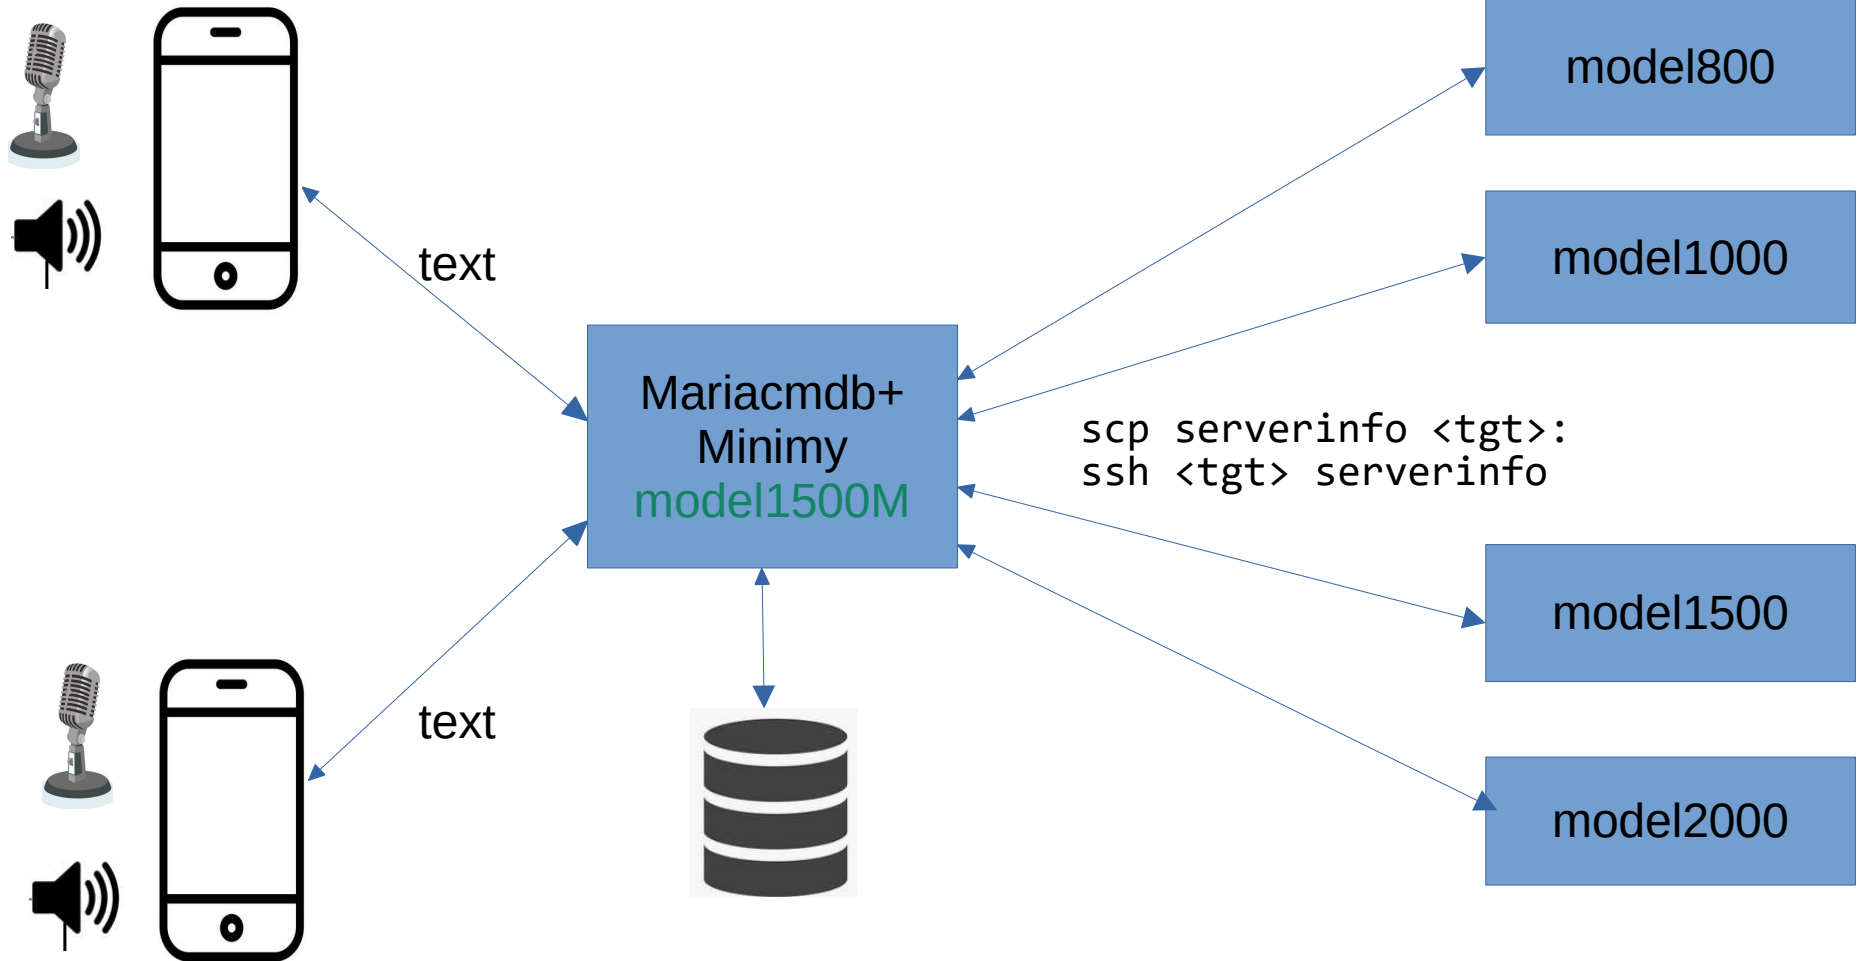 model800
model1000
text
Mariacmdb+
Minimy
model1500M
scp serverinfo <tgt>:
ssh <tgt> serverinfo
model1500
text
model2000